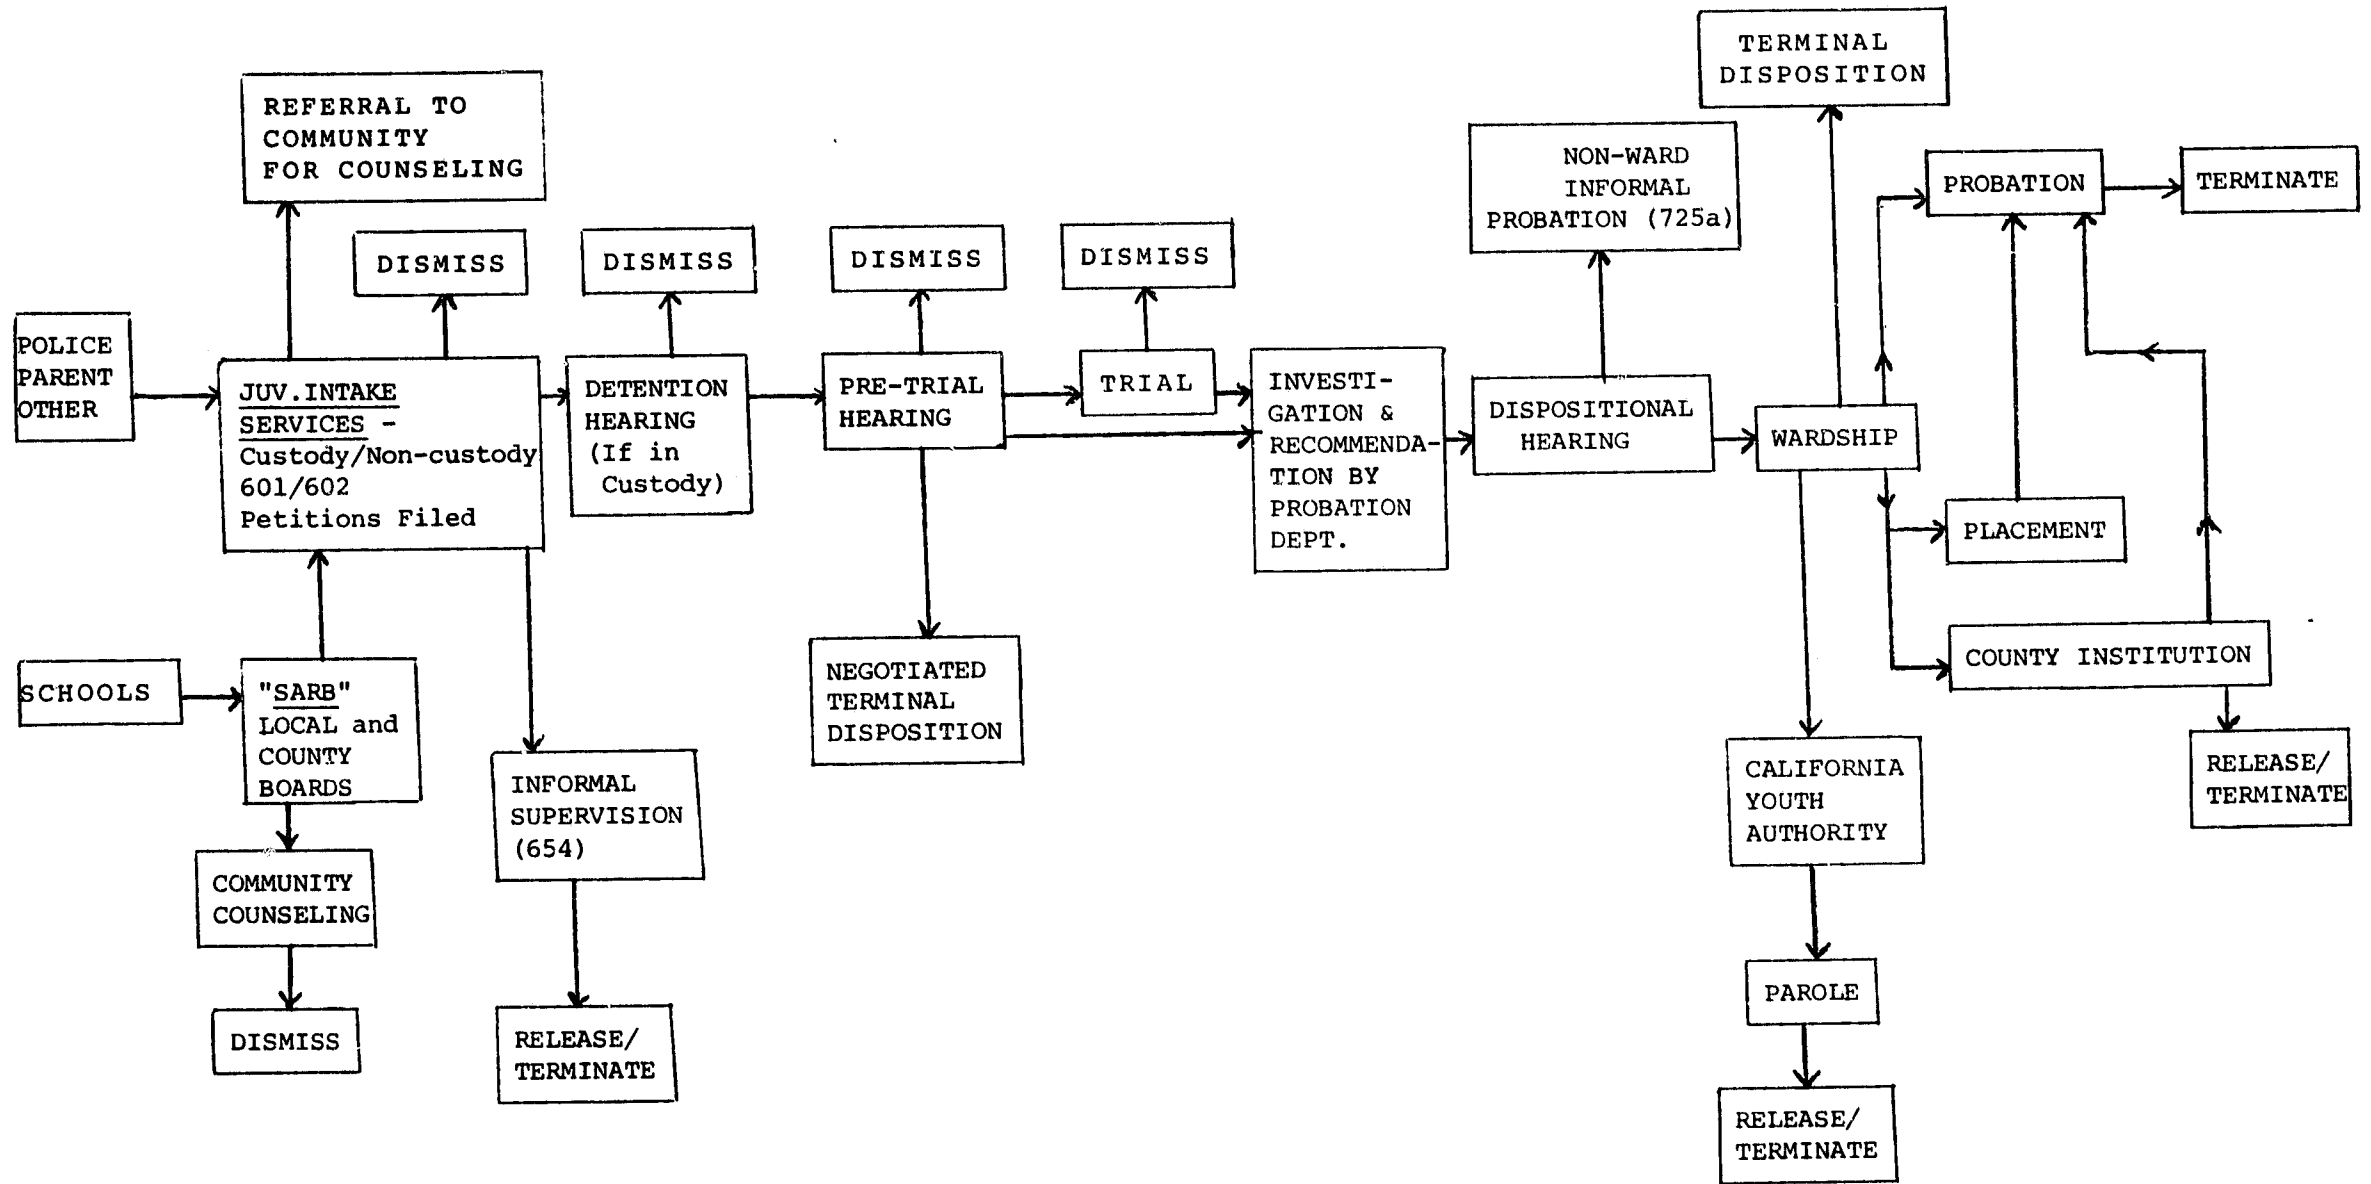 TERMINAL
DISPOSITION
REFERRAL TO
COMMUNITY
FOR COUNSELING
NON-WARD
INFORMAL
PROBATION (725a)
PROBATION
TERMINATE
DISMISS
DISMISS
DISMISS
DISMISS
POLICE
PARENT
OTHER
JUV.INTAKE
SERVICES -
Custody/Non-custody
601/602
Petitions Filed
DETENTION
HEARING
(If in
Custody)
PRE-TRIAL
HEARING
TRIAL
INVESTI-
GATION &
RECOMMENDA-
TION BY
PROBATION
DEPT.
DISPOSITIONAL
HEARING
WARDSHIP
PLACEMENT
COUNTY INSTITUTION
SCHOOLS
"SARB"
LOCAL and
COUNTY
BOARDS
NEGOTIATED
TERMINAL
DISPOSITION
INFORMAL
SUPERVISION
(654)
CALIFORNIA
YOUTH
AUTHORITY
RELEASE/
TERMINATE
COMMUNITY
COUNSELING
PAROLE
DISMISS
RELEASE/
TERMINATE
RELEASE/
TERMINATE